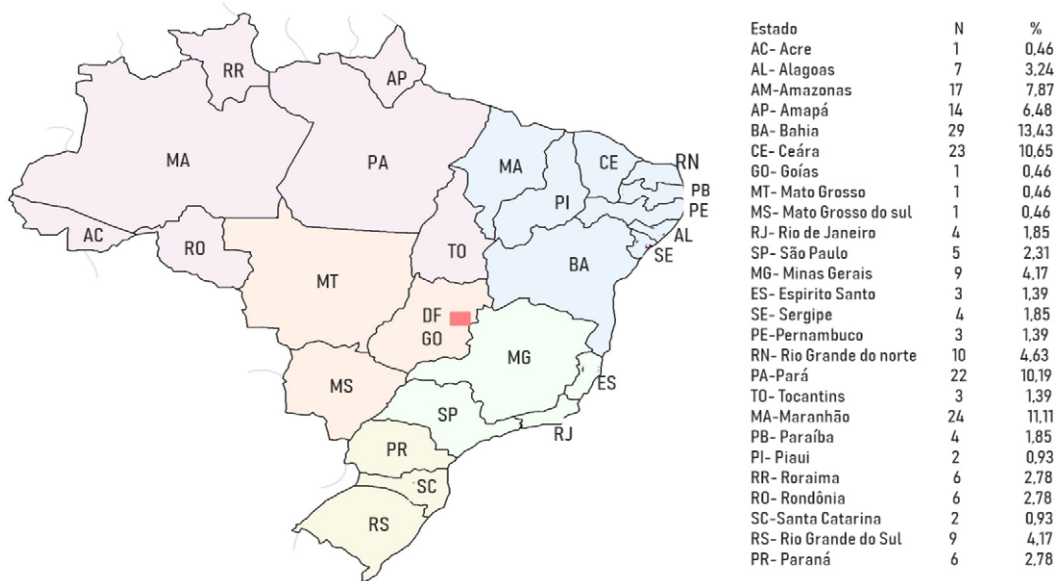 RR
AP
MA
PA
MA
CE
RN
PI
PB
PE
AC
RO
TO
AL
SE
BA
MT
DF
GO
MG
MS
ES
SP
RJ
PR
SC
RS
Estado N %
AC- Acre 1 0,46
AL- Alagoas 7 3,24
AM-Amazonas 17 7,87
AP- Amapá 14 6,48
BA- Bahia 29 13,43
CE- Ceára 23 10,65
GO- Goías 1 0,46
MT- Mato Grosso 1 0,46
MS- Mato Grosso do sul 1 0,46
RJ- Rio de Janeiro 4 1,85
SP- São Paulo 5 2,31
MG- Minas Gerais 9 4,17
ES- Espirito Santo 3 1,39
SE- Sergipe 4 1,85
PE-Pernambuco 3 1,39
RN- Rio Grande do norte 10 4,63
PA-Pará 22 10,19
TO- Tocantins 3 1,39
MA-Maranhão 24 11,11
PB- Paraíba 4 1,85
PI- Piaui 2 0,93
RR- Roraima 6 2,78
RO- Rondônia 6 2,78
SC-Santa Catarina 2 0,93
RS- Rio Grande do Sul 9 4,17
PR- Paraná 6 2,78